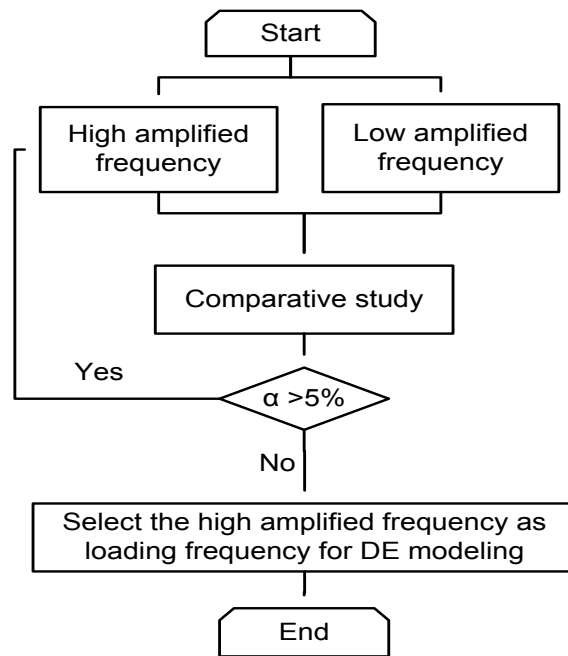 Start
High amplified
frequency
Low amplified
frequency
Comparative study
Yes
α >5%
No
Select the high amplified frequency as
loading frequency for DE modeling
End